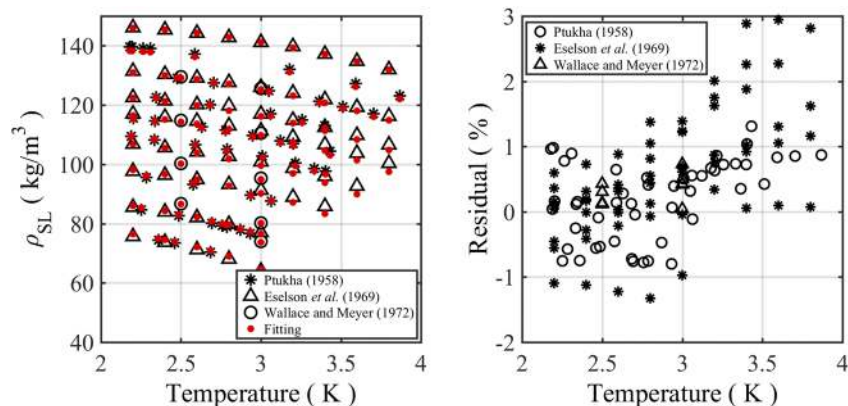 140
120
100
80
60
40
ρSL ( kg/m³ )
Ptukha (1958)
Eselson et al. (1969)
Wallace and Meyer (1972)
Fitting
2
2.5
3
3.5
4
Temperature ( K )
3
2
1
0
-1
-2
Residual ( % )
Ptukha (1958)
Eselson et al. (1969)
Wallace and Meyer (1972)
2
2.5
3
3.5
4
Temperature ( K )